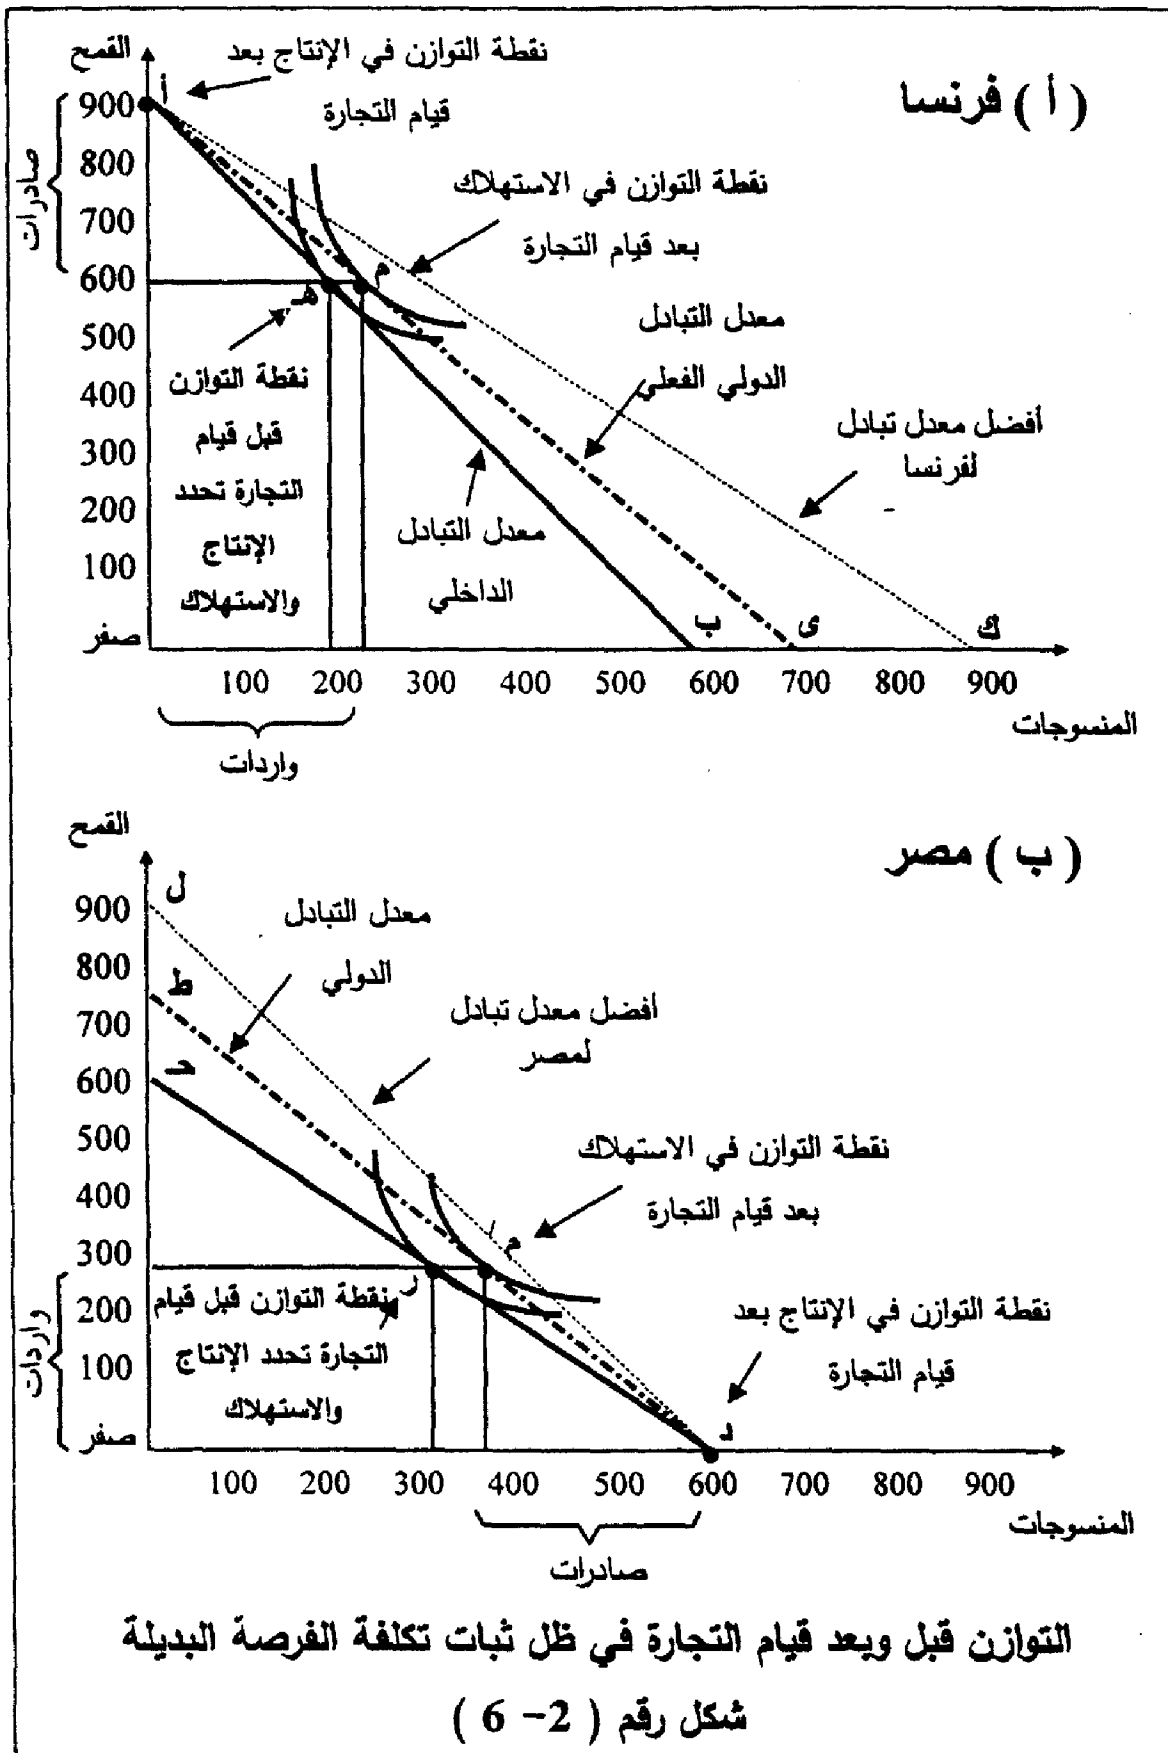 ( أ ) فرنسا
القمح
نقطة التوازن في الإنتاج بعد
قيام التجارة
أ
نقطة التوازن في الاستهلاك
بعد قيام التجارة
معدل التبادل
الدولي الفعلي
أفضل معدل تبادل
لفرنسا
صادرات
900
800
700
600
500
400
300
200
100
صفر
م
هـ
نقطة التوازن
قبل قيام
التجارة تحدد
الإنتاج
والاستهلاك
معدل التبادل
الداخلي
ب
ى
ك
100 200 300 400 500 600 700 800 900
المنسوجات
واردات
( ب ) مصر
القمح
ل
ط
حـ
معدل التبادل
الدولي
أفضل معدل تبادل
لمصر
نقطة التوازن في الاستهلاك
بعد قيام التجارة
900
800
700
600
500
400
300
200
100
صفر
واردات
م/
ر
نقطة التوازن قبل قيام
التجارة تحدد الإنتاج
والاستهلاك
نقطة التوازن في الإنتاج بعد
قيام التجارة
د
100 200 300 400 500 600 700 800 900
المنسوجات
صادرات
التوازن قبل وبعد قيام التجارة في ظل ثبات تكلفة الفرصة البديلة
شكل رقم ( 2- 6 )